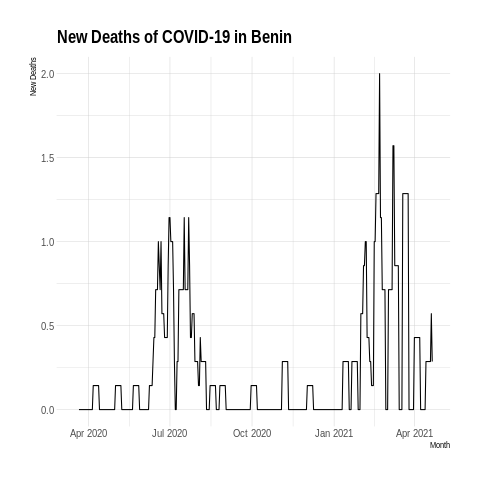 New Deaths of COVID-19 in Benin
New Deaths
2.0
1.5
1.0
0.5
0.0
Apr 2020 Jul 2020 Oct 2020 Jan 2021 Apr 2021
Month